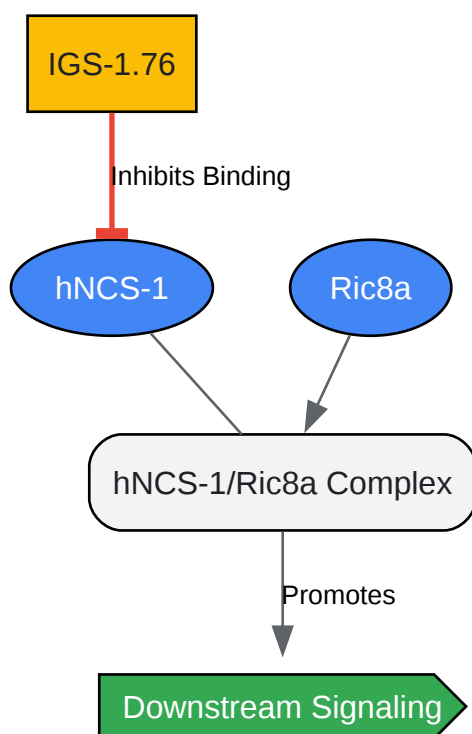 IGS-1.76
Inhibits Binding
hNCS-1
Ric8a
hNCS-1/Ric8a Complex
Promotes
Downstream Signaling